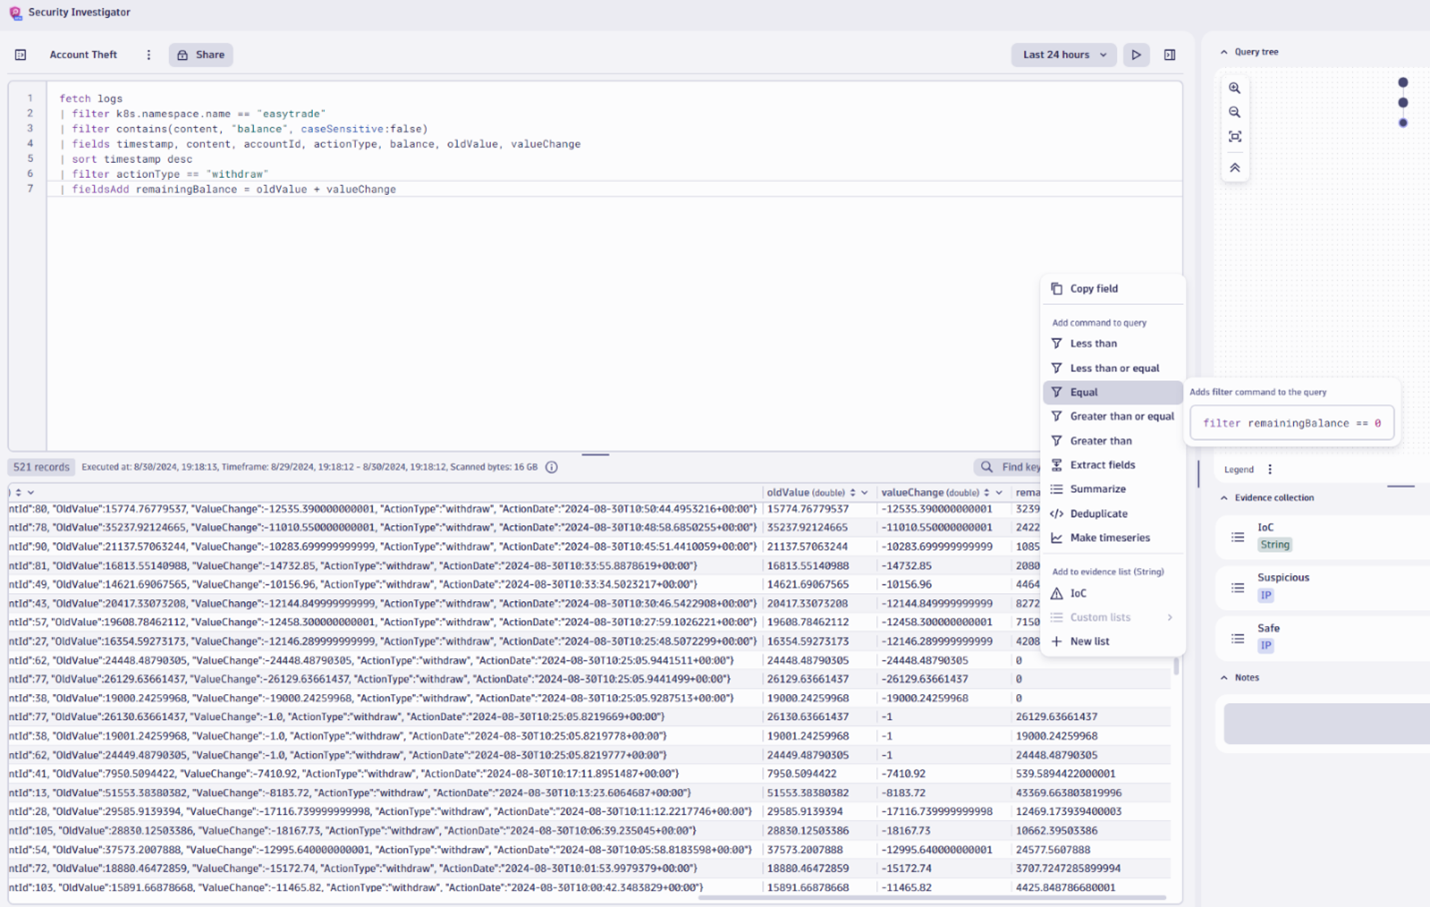 Security Investigator
Account Theft
Share
Last 24 hours
Query tree
1 fetch logs
2 | filter k8s.namespace.name == "easytrade"
3 | filter contains(content, "balance", caseSensitive:false)
4 | fields timestamp, content, accountId, actionType, balance, oldValue, valueChange
5 | sort timestamp desc
6 | filter actionType == "withdraw"
7 | fieldsAdd remainingBalance = oldValue + valueChange
Copy field
Add command to query
Less than
Less than or equal
Equal
Greater than or equal
Greater than
Extract fields
Summarize
Deduplicate
Make timeseries
Add to evidence list (String)
IoC
Custom lists
New list
Adds filter command to the query
filter remainingBalance == 0
521 records Executed at: 8/30/2024, 19:18:13, Timeframe: 8/29/2024, 19:18:12 - 8/30/2024, 19:18:12, Scanned bytes: 16 GB
Find key
Legend
Evidence collection
IoC
String
Suspicious
IP
Safe
IP
Notes
) oldValue (double) valueChange (double) rema
ntId":80, "OldValue":15774.76779537, "ValueChange":-12535.390000000001, "ActionType":"withdraw", "ActionDate":"2024-08-30T10:50:44.4953216+00:00"} 15774.76779537 -12535.390000000001 3239
ntId":78, "OldValue":35237.92124665, "ValueChange":-11010.550000000001, "ActionType":"withdraw", "ActionDate":"2024-08-30T10:48:58.6850255+00:00"} 35237.92124665 -11010.550000000001 2422
ntId":90, "OldValue":21137.57063244, "ValueChange":-10283.699999999999, "ActionType":"withdraw", "ActionDate":"2024-08-30T10:45:51.4410059+00:00"} 21137.57063244 -10283.699999999999 1085
ntId":81, "OldValue":16813.55140988, "ValueChange":-14732.85, "ActionType":"withdraw", "ActionDate":"2024-08-30T10:33:55.8878619+00:00"} 16813.55140988 -14732.85 2080
ntId":49, "OldValue":14621.69067565, "ValueChange":-10156.96, "ActionType":"withdraw", "ActionDate":"2024-08-30T10:33:34.5023217+00:00"} 14621.69067565 -10156.96 4464
ntId":43, "OldValue":20417.33073208, "ValueChange":-12144.849999999999, "ActionType":"withdraw", "ActionDate":"2024-08-30T10:30:46.5422908+00:00"} 20417.33073208 -12144.849999999999 8272
ntId":57, "OldValue":19608.78462112, "ValueChange":-12458.300000000001, "ActionType":"withdraw", "ActionDate":"2024-08-30T10:27:59.1026221+00:00"} 19608.78462112 -12458.300000000001 7150
ntId":27, "OldValue":16354.59273173, "ValueChange":-12146.289999999999, "ActionType":"withdraw", "ActionDate":"2024-08-30T10:25:48.5072299+00:00"} 16354.59273173 -12146.289999999999 4208
ntId":62, "OldValue":24448.48790305, "ValueChange":-24448.48790305, "ActionType":"withdraw", "ActionDate":"2024-08-30T10:25:05.9441511+00:00"} 24448.48790305 -24448.48790305 0
ntId":77, "OldValue":26129.63661437, "ValueChange":-26129.63661437, "ActionType":"withdraw", "ActionDate":"2024-08-30T10:25:05.9441499+00:00"} 26129.63661437 -26129.63661437 0
ntId":38, "OldValue":19000.24259968, "ValueChange":-19000.24259968, "ActionType":"withdraw", "ActionDate":"2024-08-30T10:25:05.9287513+00:00"} 19000.24259968 -19000.24259968 0
ntId":77, "OldValue":26130.63661437, "ValueChange":-1.0, "ActionType":"withdraw", "ActionDate":"2024-08-30T10:25:05.8219669+00:00"} 26130.63661437 -1 26129.63661437
ntId":38, "OldValue":19001.24259968, "ValueChange":-1.0, "ActionType":"withdraw", "ActionDate":"2024-08-30T10:25:05.8219778+00:00"} 19001.24259968 -1 19000.24259968
ntId":62, "OldValue":24449.48790305, "ValueChange":-1.0, "ActionType":"withdraw", "ActionDate":"2024-08-30T10:25:05.8219777+00:00"} 24449.48790305 -1 24448.48790305
ntId":41, "OldValue":7950.5094422, "ValueChange":-7410.92, "ActionType":"withdraw", "ActionDate":"2024-08-30T10:17:11.8951487+00:00"} 7950.5094422 -7410.92 539.5894422000001
ntId":13, "OldValue":51553.38380382, "ValueChange":-8183.72, "ActionType":"withdraw", "ActionDate":"2024-08-30T10:13:23.6064687+00:00"} 51553.38380382 -8183.72 43369.663803819996
ntId":28, "OldValue":29585.9139394, "ValueChange":-17116.739999999998, "ActionType":"withdraw", "ActionDate":"2024-08-30T10:11:12.2217746+00:00"} 29585.9139394 -17116.739999999998 12469.173939400003
ntId":105, "OldValue":28830.12503386, "ValueChange":-18167.73, "ActionType":"withdraw", "ActionDate":"2024-08-30T10:06:39.235045+00:00"} 28830.12503386 -18167.73 10662.39503386
ntId":54, "OldValue":37573.2007888, "ValueChange":-12995.640000000001, "ActionType":"withdraw", "ActionDate":"2024-08-30T10:05:58.8183598+00:00"} 37573.2007888 -12995.640000000001 24577.5607888
ntId":72, "OldValue":18880.46472859, "ValueChange":-15172.74, "ActionType":"withdraw", "ActionDate":"2024-08-30T10:01:53.9979379+00:00"} 18880.46472859 -15172.74 3707.7247285899994
ntId":103, "OldValue":15891.66878668, "ValueChange":-11465.82, "ActionType":"withdraw", "ActionDate":"2024-08-30T10:00:42.3483829+00:00"} 15891.66878668 -11465.82 4425.848786680001